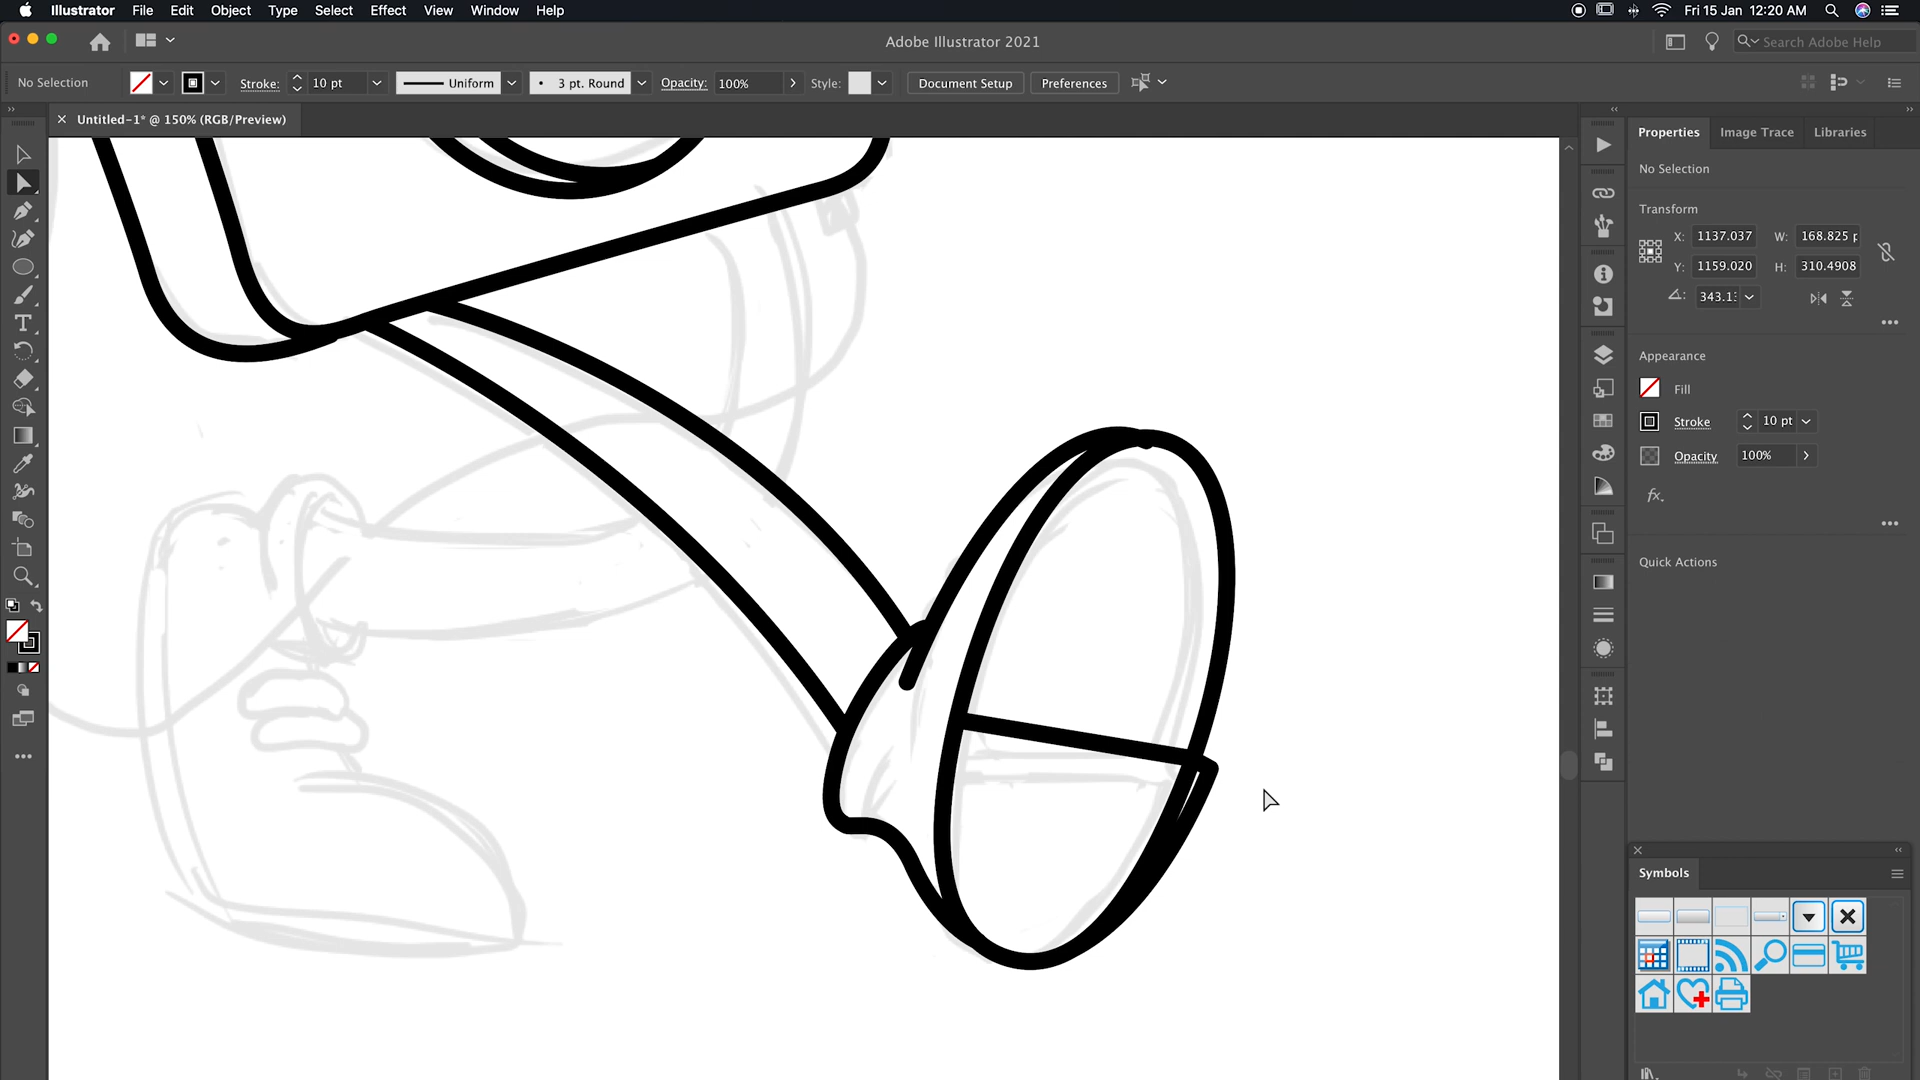 Illustrator File Edit Object Type Select Effect View Window Help Fri 15 Jan 12:20 AM
Adobe Illustrator 2021 Search Adobe Help
No Selection Stroke: 10 pt Uniform 3 pt. Round Opacity: 100% Style: Document Setup Preferences
Untitled-1* @ 150% (RGB/Preview)
Properties Image Trace Libraries
No Selection
Transform
X: 1137.037 W: 168.825 p
Y: 1159.020 H: 310.4908
343.1
Appearance
Fill
Stroke 10 pt
Opacity 100%
fx.
Quick Actions
Symbols